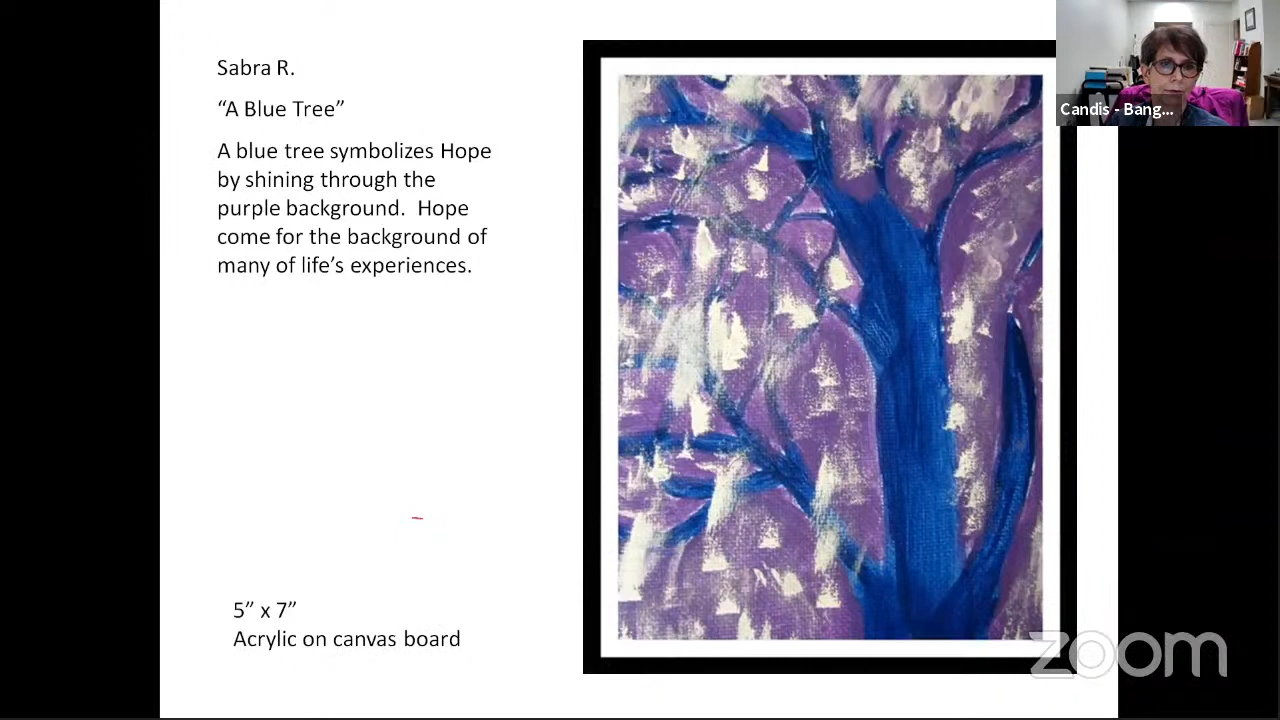 Sabra R.
“A Blue Tree”
A blue tree symbolizes Hope
by shining through the
purple background.  Hope
come for the background of
many of life’s experiences.
5” x 7”
Acrylic on canvas board
Candis - Bang...
zoom